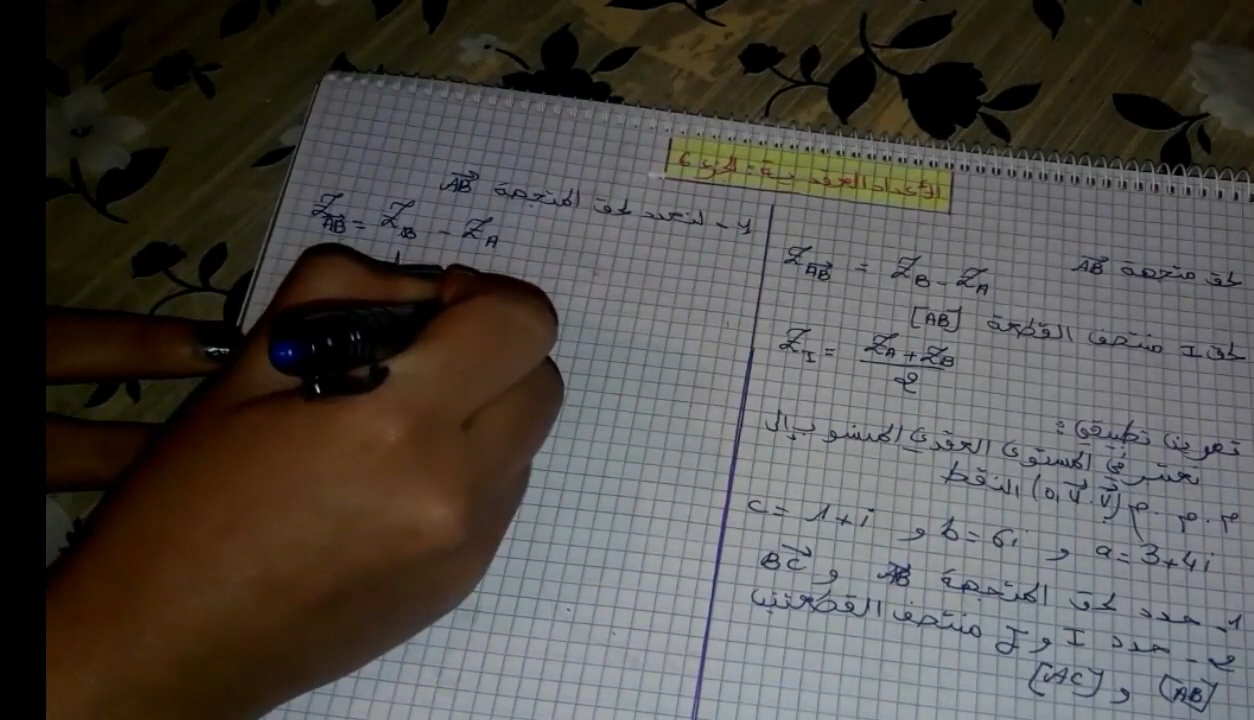 الأعداد العقدية: الجزء 6
لحق متجهة AB
Z_AB = Z_B - Z_A
لحق I منتصف القطعة [AB]
Z_I = (Z_A + Z_B) / 2
تمرين تطبيقي:
نعتبر في المستوى العقدي المنسوب إلى
م.م.م (o, u, v) النقط
a = 3+4i , b = 6i , c = 1+i
1- حدد لحق المتجهة AB و BC
2- حدد I و J منتصف القطعتين
[AB] و [AC]
1- لنحدد لحق المتجهة AB
Z_AB = Z_B - Z_A